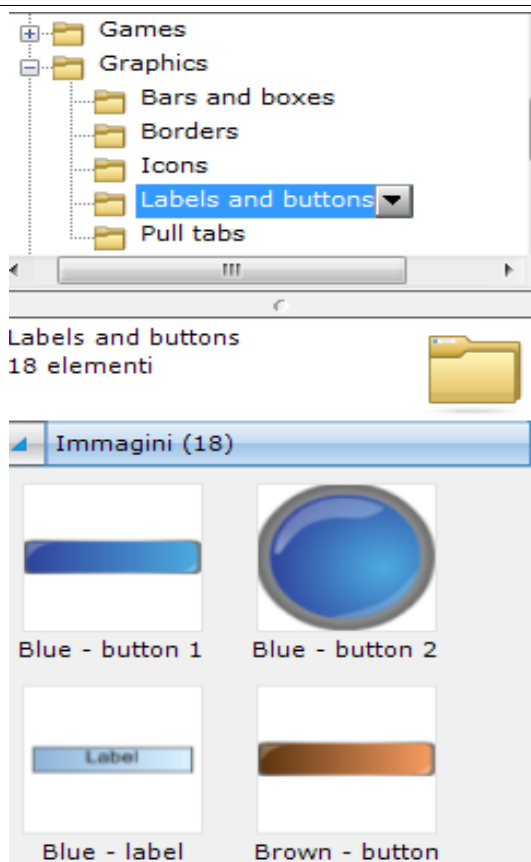 Games
Graphics
Bars and boxes
Borders
Icons
Labels and buttons
Pull tabs
Labels and buttons
18 elementi
Immagini (18)
Blue - button 1 Blue - button 2
Label
Blue - label Brown - button